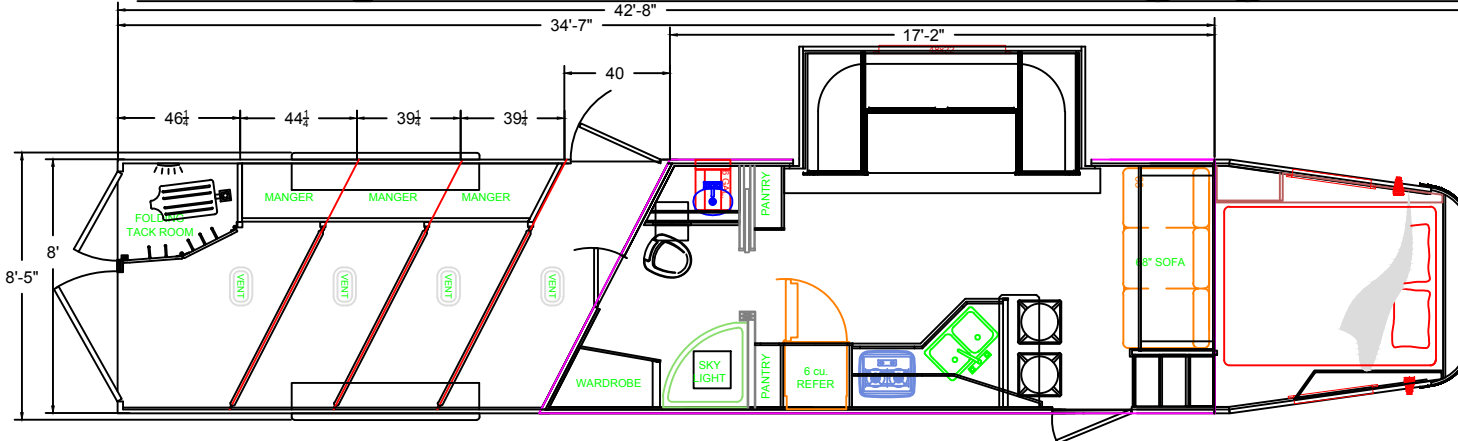 42'-8"
34'-7"
17'-2"
40
46¼
44¼
39¼
39¼
MANGER
MANGER
MANGER
PANTRY
FOLDING
TACK ROOM
8'
8'-5"
VENT
VENT
VENT
VENT
68" SOFA
SKY
LIGHT
WARDROBE
PANTRY
6 cu.
REFER